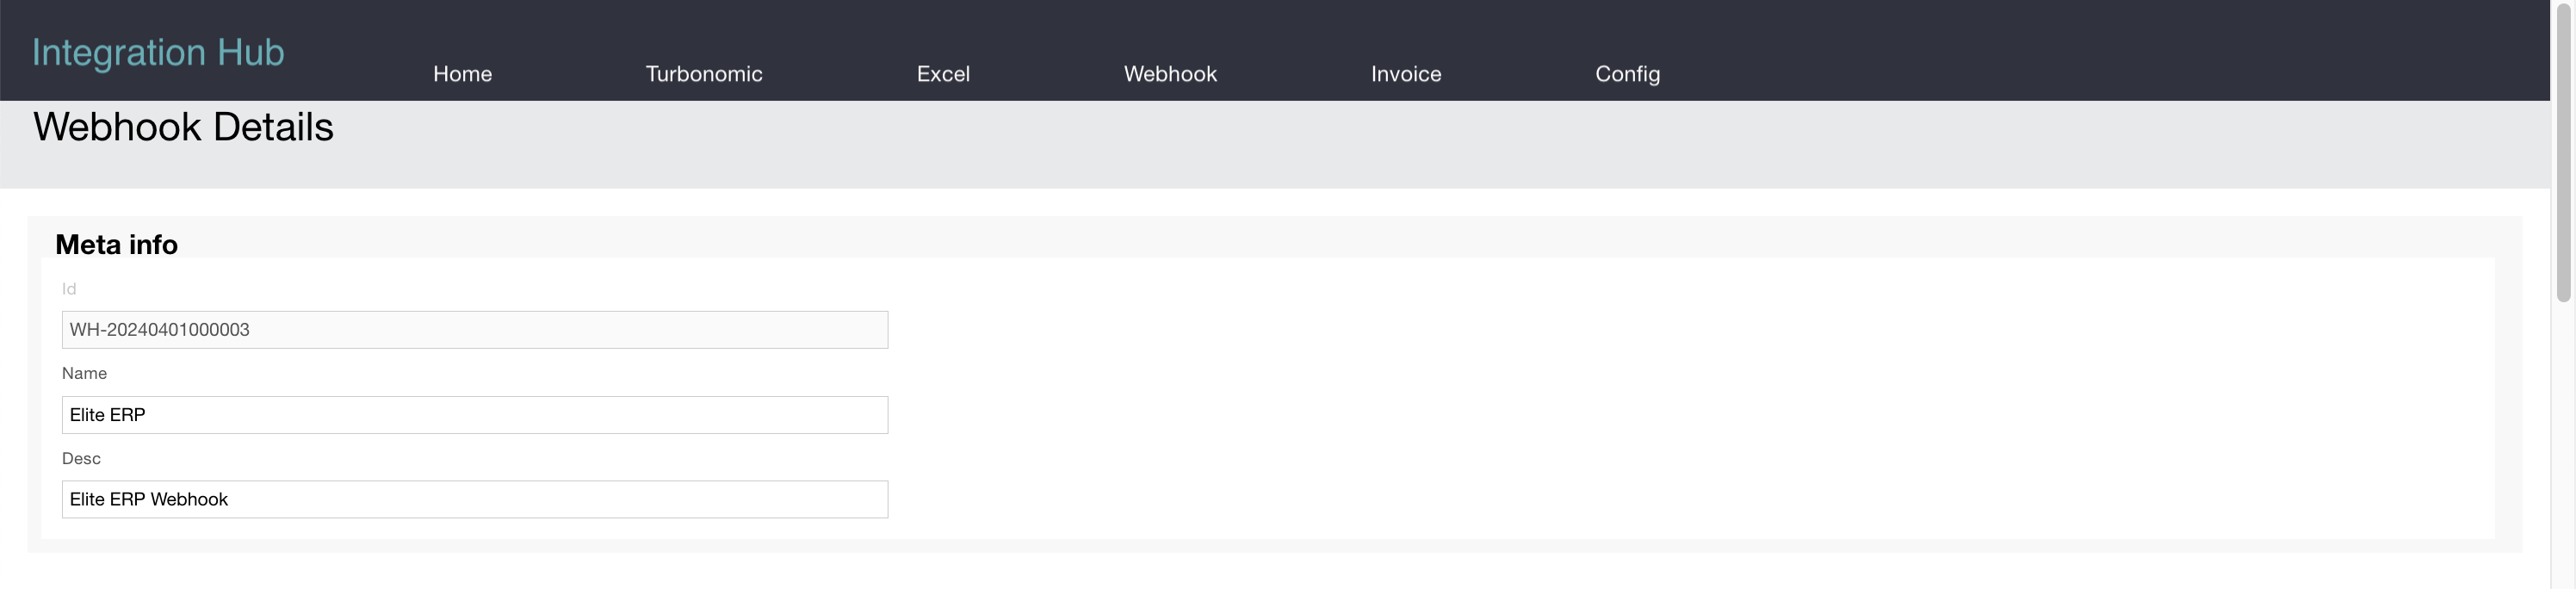 Integration Hub
Home Turbonomic Excel Webhook Invoice Config
Webhook Details
Meta info
Id
WH-20240401000003
Name
Elite ERP
Desc
Elite ERP Webhook